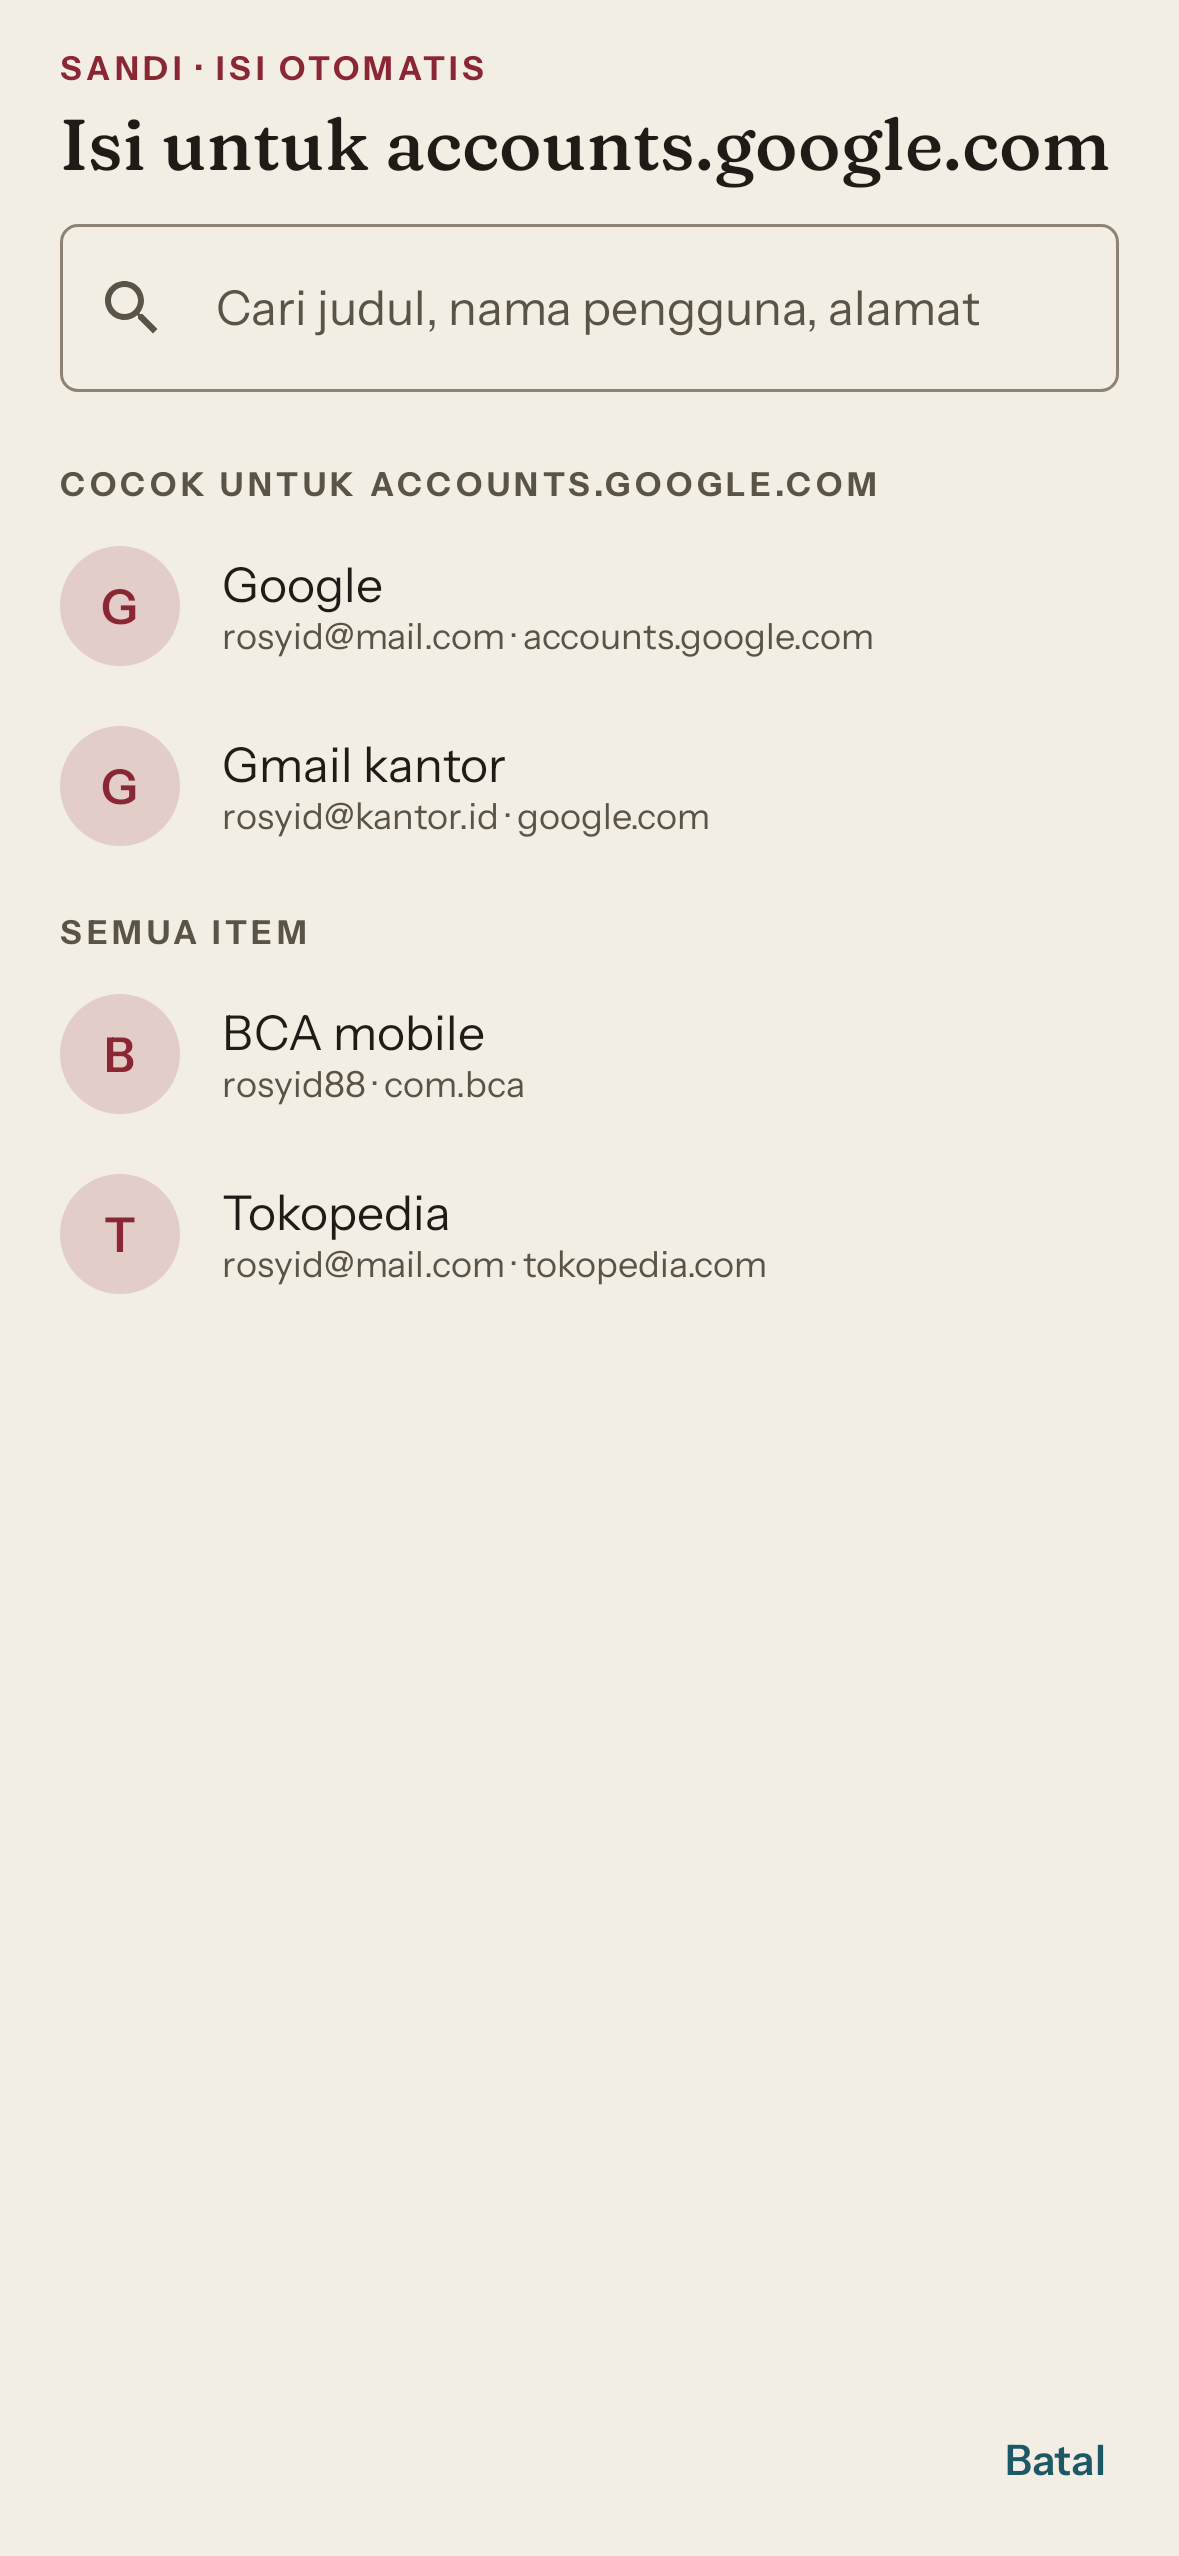 SANDI · ISI OTOMATIS
Isi untuk accounts.google.com
Cari judul, nama pengguna, alamat
COCOK UNTUK ACCOUNTS.GOOGLE.COM
G
Google
rosyid@mail.com · accounts.google.com
G
Gmail kantor
rosyid@kantor.id · google.com
SEMUA ITEM
B
BCA mobile
rosyid88 · com.bca
T
Tokopedia
rosyid@mail.com · tokopedia.com
Batal